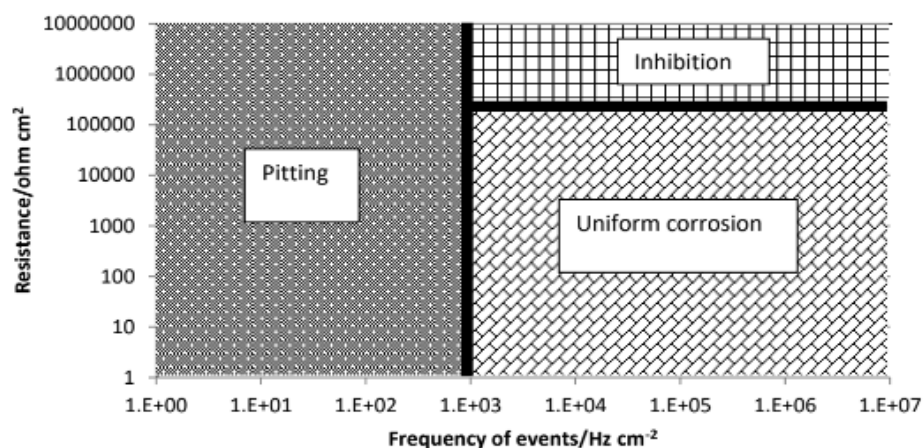 Resistance/ohm cm²
10000000
1000000
100000
10000
1000
100
10
1
Inhibition
Pitting
Uniform corrosion
1.E+00 1.E+01 1.E+02 1.E+03 1.E+04 1.E+05 1.E+06 1.E+07
Frequency of events/Hz cm⁻²